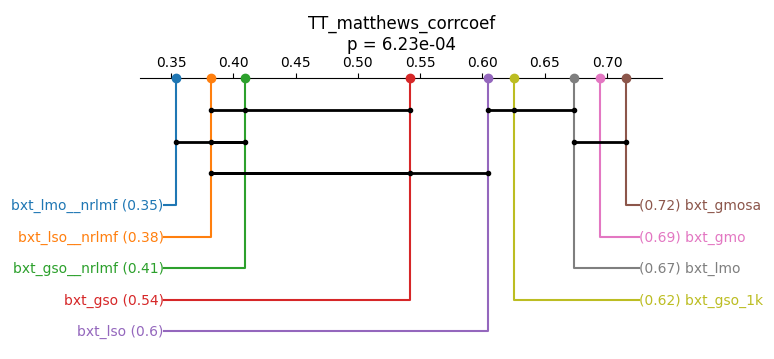 TT_matthews_corrcoef
p = 6.23e-04
0.35 0.40 0.45 0.50 0.55 0.60 0.65 0.70
bxt_lmo__nrlmf (0.35)
(0.72) bxt_gmosa
bxt_lso__nrlmf (0.38)
(0.69) bxt_gmo
bxt_gso__nrlmf (0.41)
(0.67) bxt_lmo
bxt_gso (0.54)
(0.62) bxt_gso_1k
bxt_lso (0.6)